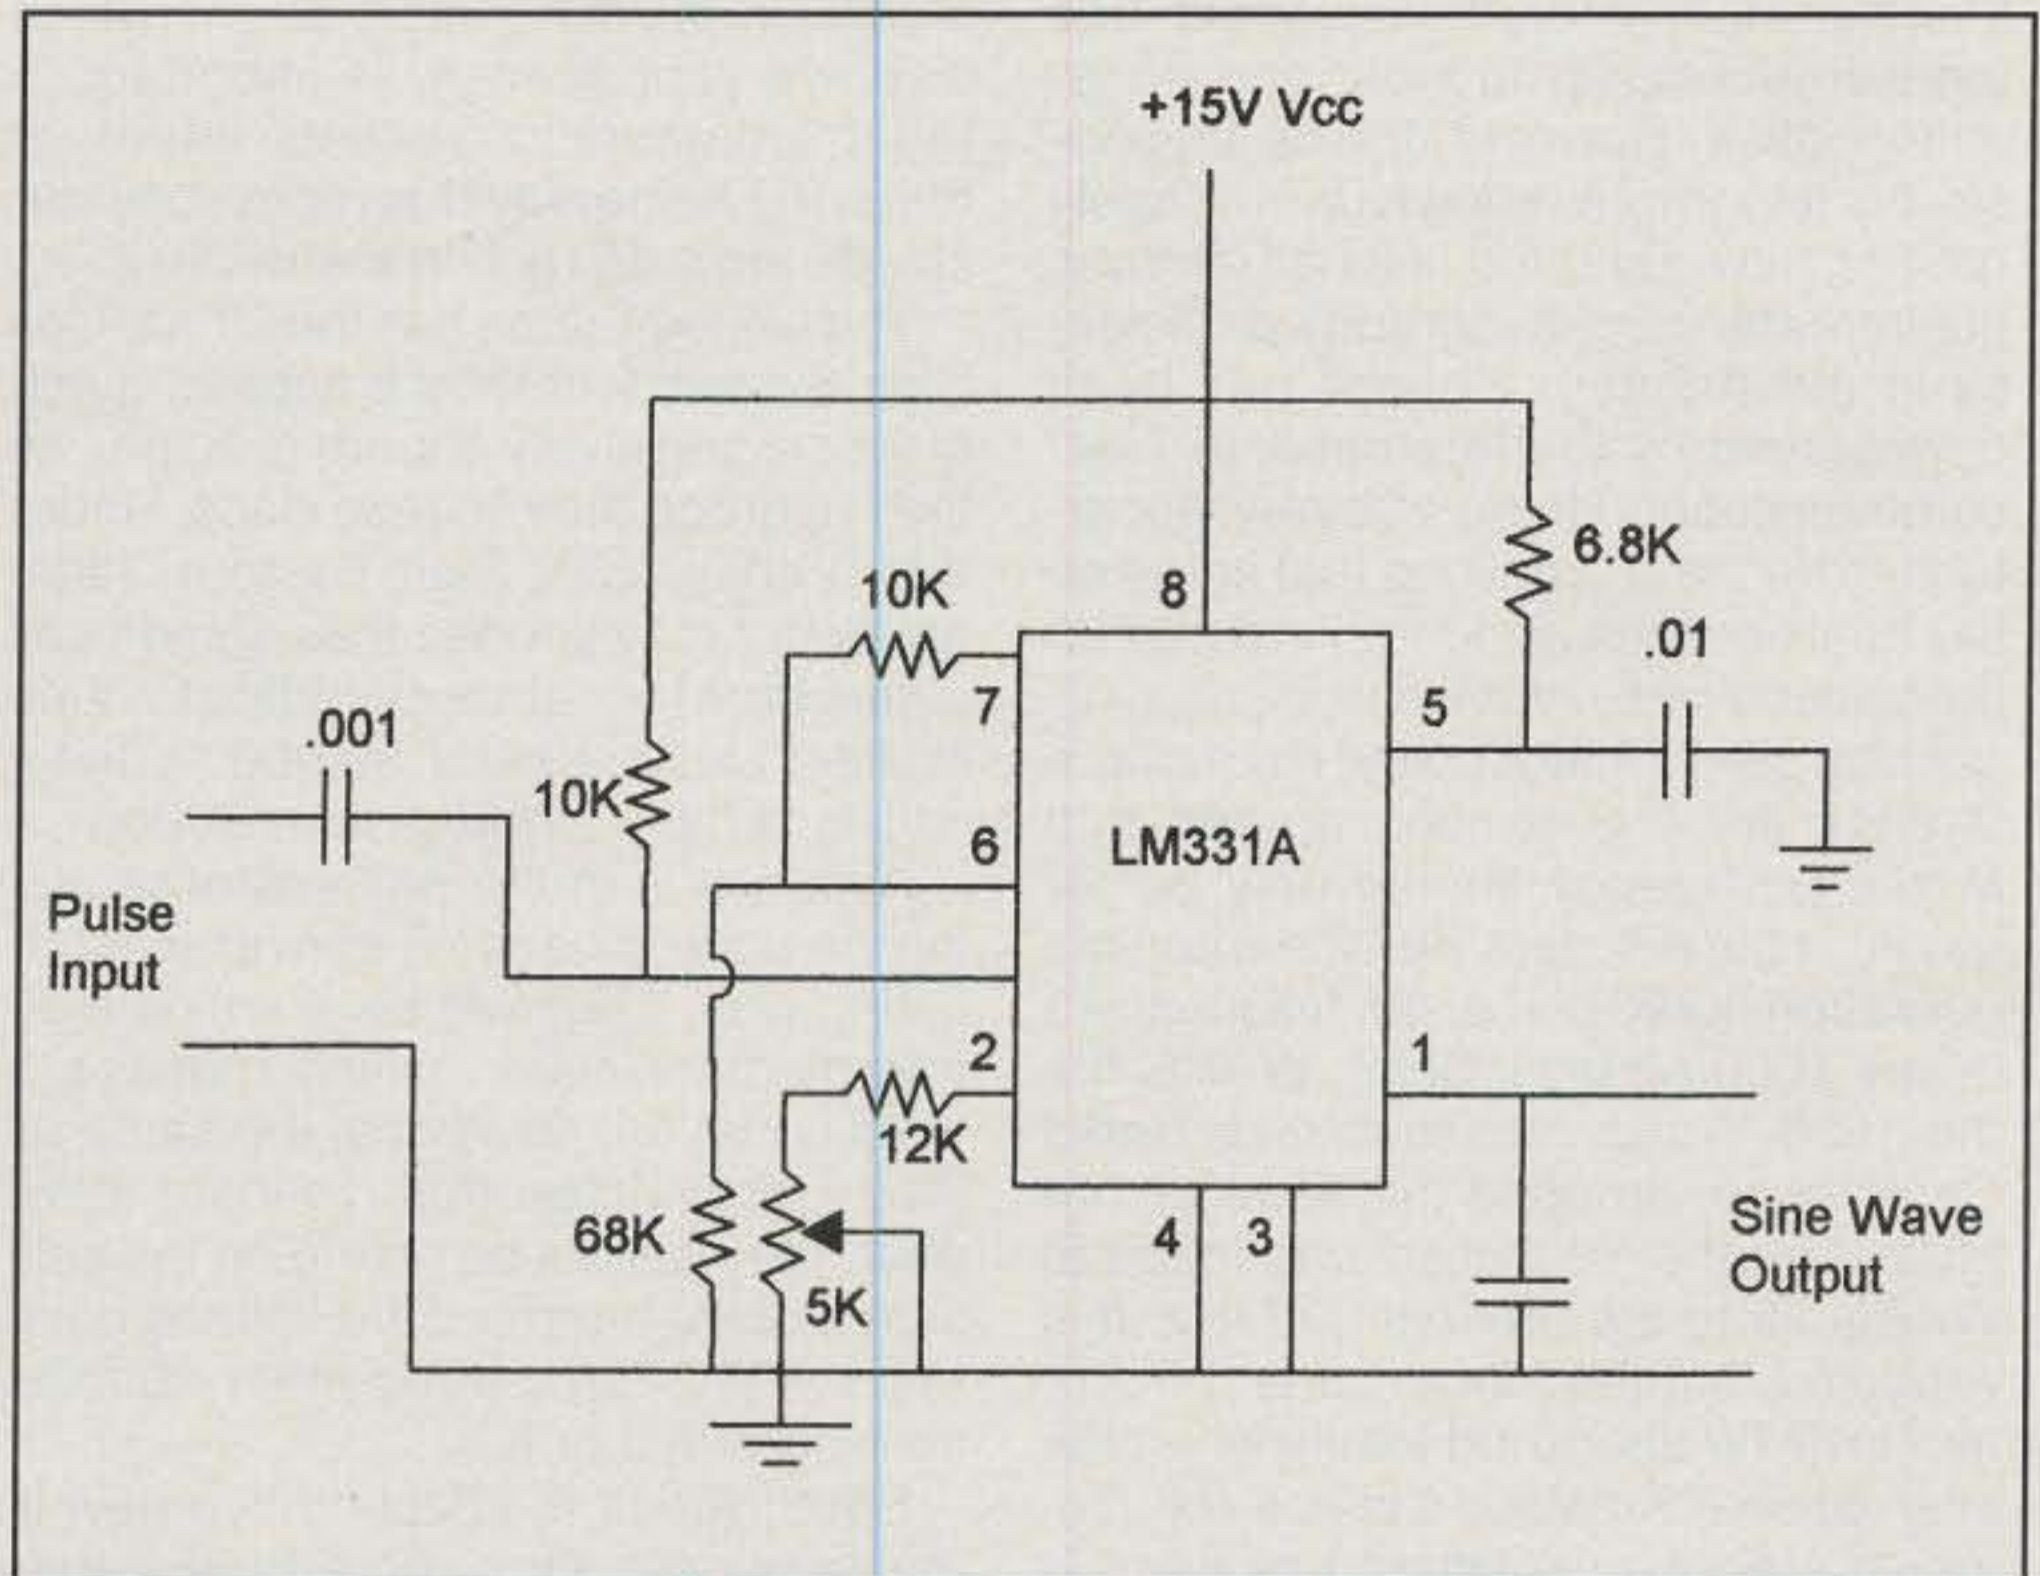 +15V Vcc
6.8K
10K
8
.01
7
5
.001
10K
6
LM331A
Pulse
Input
2
1
12K
Sine Wave
Output
68K
4
3
5K